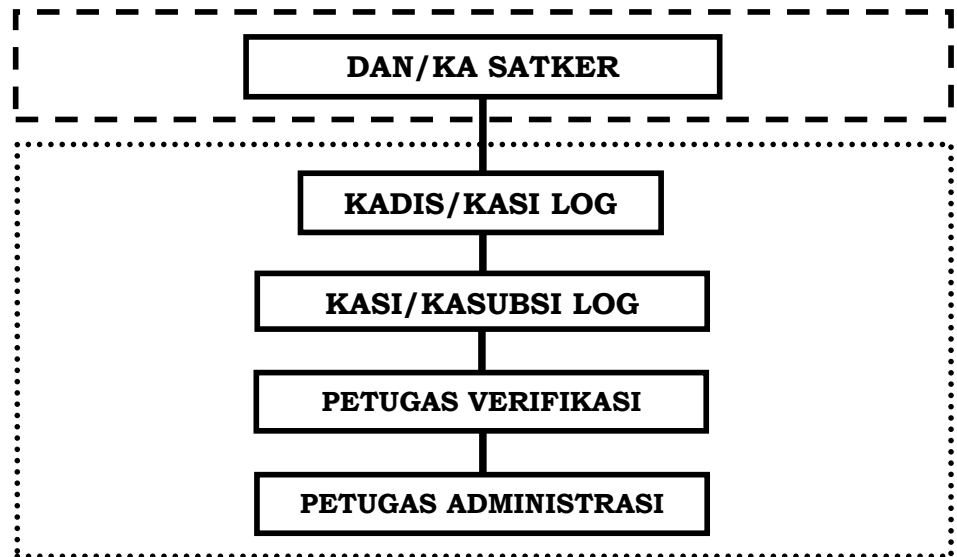 DAN/KA SATKER
KADIS/KASI LOG
KASI/KASUBSI LOG
PETUGAS VERIFIKASI
PETUGAS ADMINISTRASI